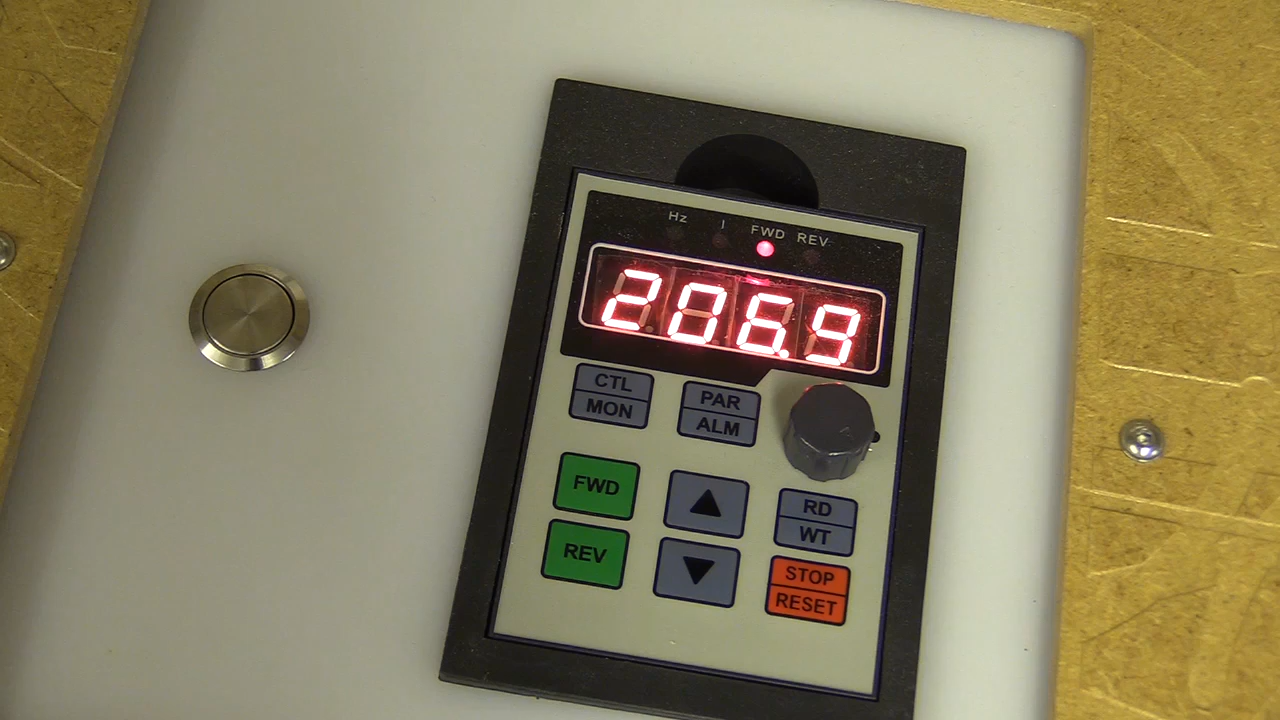 Hz I FWD REV
206.9
CTL
MON
PAR
ALM
FWD
RD
WT
REV
STOP
RESET